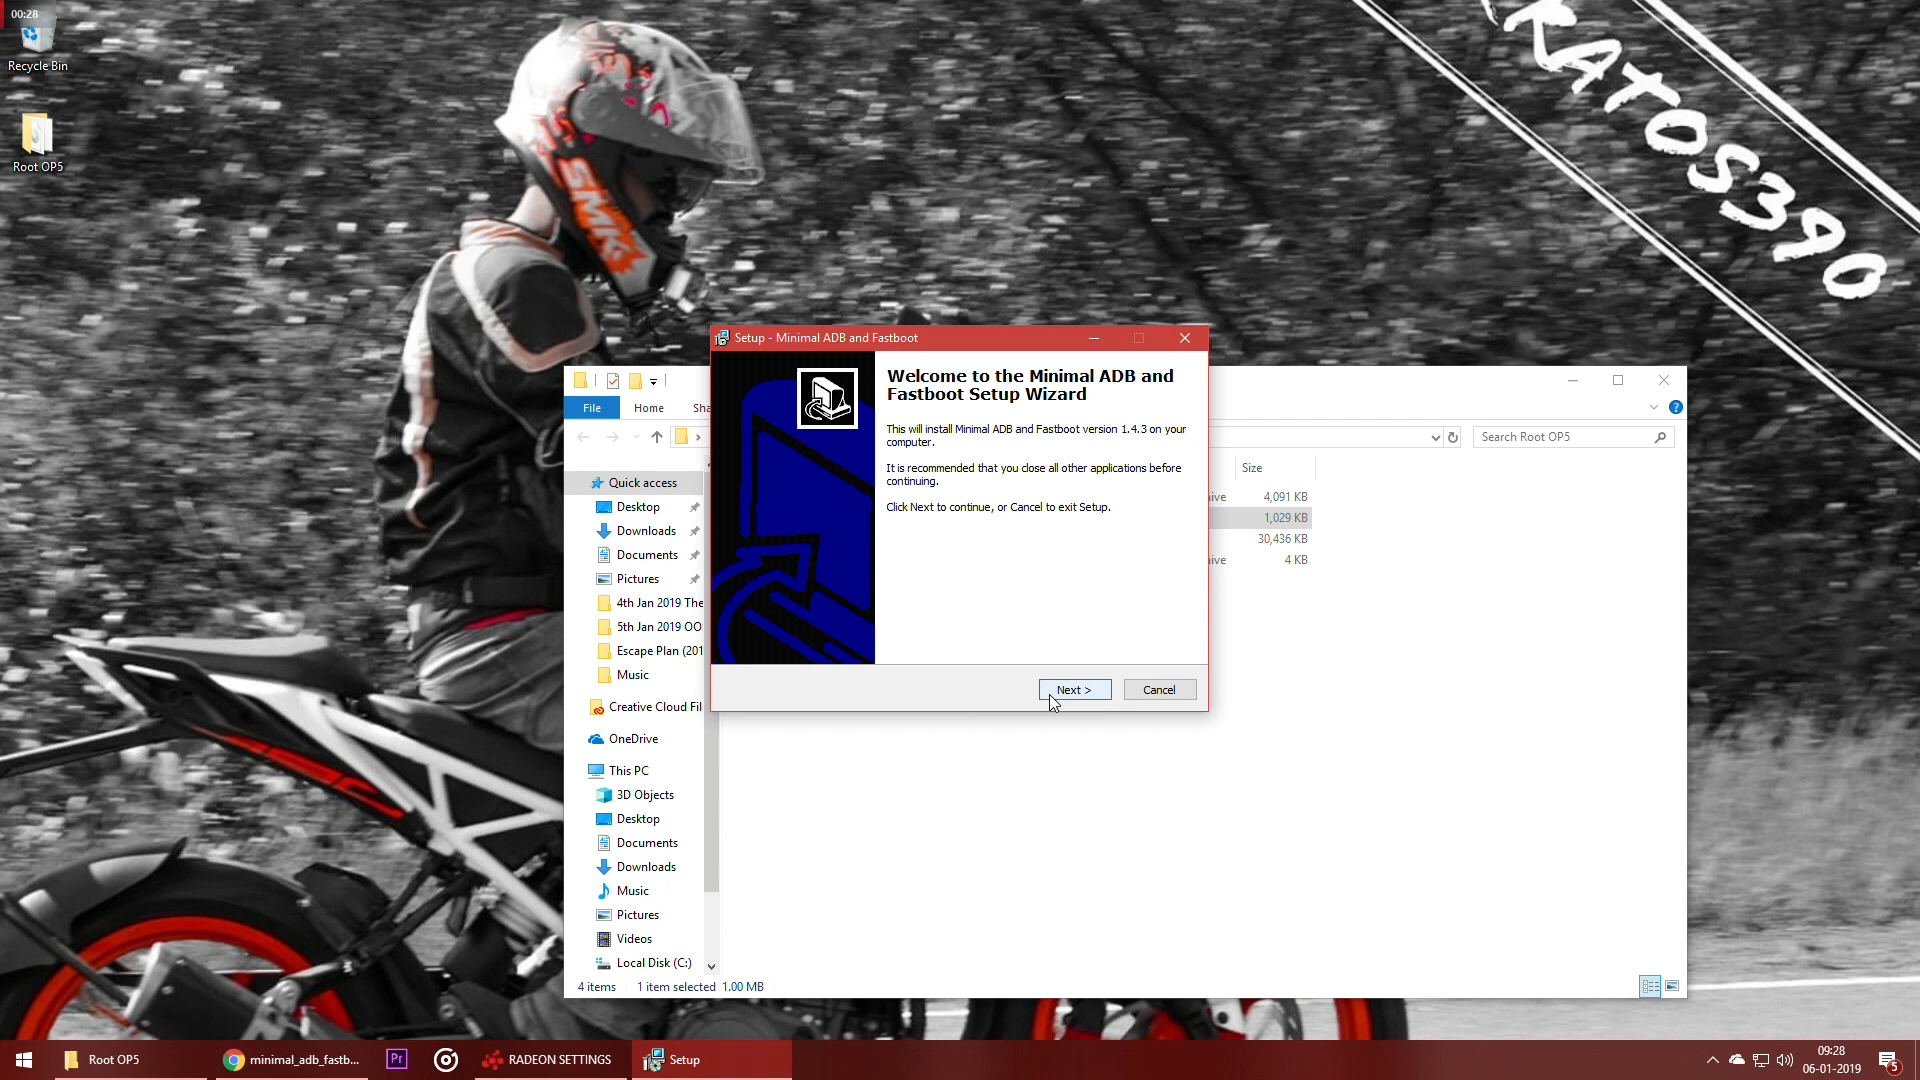 00:28
Recycle Bin
Root OP5
SMK
KRATOS390
Setup - Minimal ADB and Fastboot
Welcome to the Minimal ADB and
Fastboot Setup Wizard
This will install Minimal ADB and Fastboot version 1.4.3 on your
computer.
It is recommended that you close all other applications before
continuing.
Click Next to continue, or Cancel to exit Setup.
Next >
Cancel
File
Home
Sha
Search Root OP5
Size
Quick access
Desktop
Downloads
Documents
Pictures
4th Jan 2019 The
5th Jan 2019 OO
Escape Plan (201
Music
Creative Cloud Fil
OneDrive
This PC
3D Objects
Desktop
Documents
Downloads
Music
Pictures
Videos
Local Disk (C:)
hive 4,091 KB
1,029 KB
30,436 KB
hive 4 KB
4 items 1 item selected 1.00 MB
Root OP5
minimal_adb_fastb...
Pr
RADEON SETTINGS
Setup
09:28
06-01-2019
5